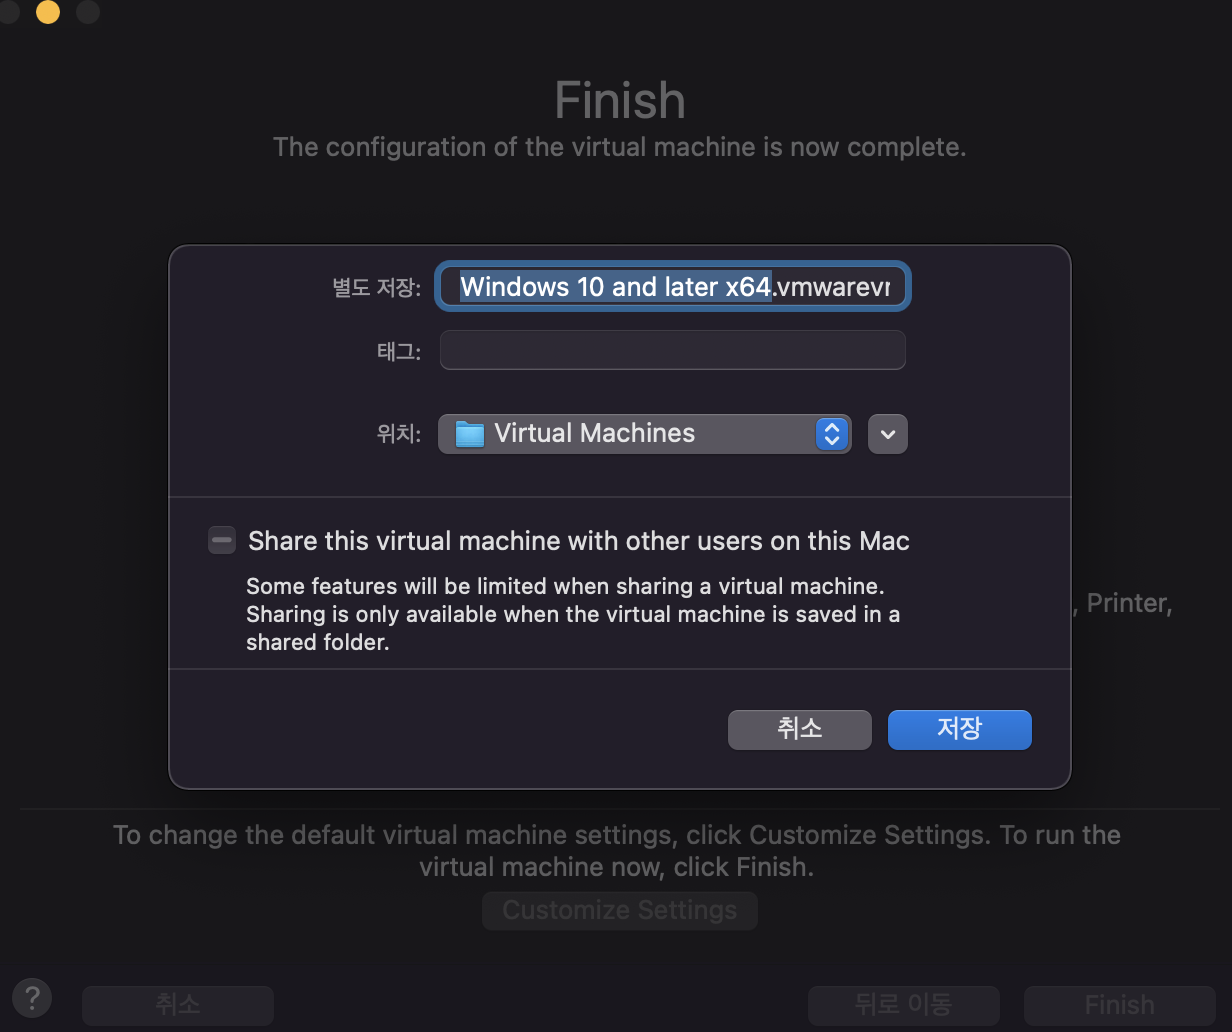 Finish
The configuration of the virtual machine is now complete.
별도 저장: Windows 10 and later x64.vmwarevr
태그:
위치: Virtual Machines
Share this virtual machine with other users on this Mac
Some features will be limited when sharing a virtual machine.
Sharing is only available when the virtual machine is saved in a
shared folder.
, Printer,
취소 저장
To change the default virtual machine settings, click Customize Settings. To run the
virtual machine now, click Finish.
Customize Settings
? 취소 뒤로 이동 Finish